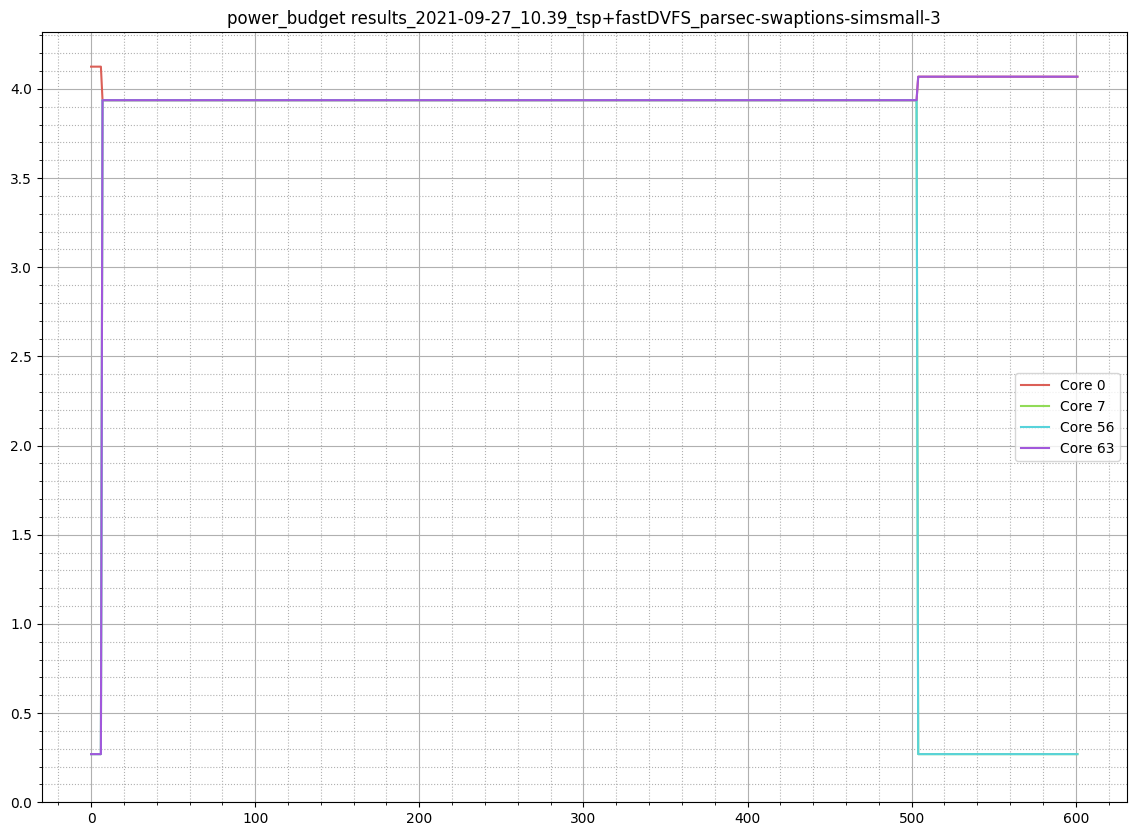 power_budget results_2021-09-27_10.39_tsp+fastDVFS_parsec-swaptions-simsmall-3
4.0
3.5
3.0
2.5
2.0
1.5
1.0
0.5
0.0
Core 0
Core 7
Core 56
Core 63
0 100 200 300 400 500 600